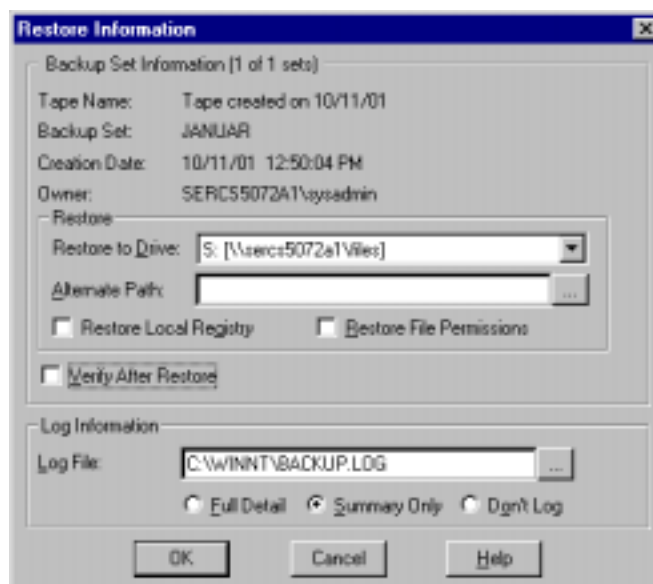 Restore Information
Backup Set Information (1 of 1 sets)
Tape Name: Tape created on 10/11/01
Backup Set: JANUAR
Creation Date: 10/11/01 12:50:04 PM
Owner: SERCS5072A1\sysadmin
Restore
Restore to Drive: S: [\\sercs5072a1\files]
Alternate Path: ...
Restore Local Registry Restore File Permissions
Verify After Restore
Log Information
Log File: C:\WINNT\BACKUP.LOG ...
Full Detail Summary Only Don't Log
OK Cancel Help